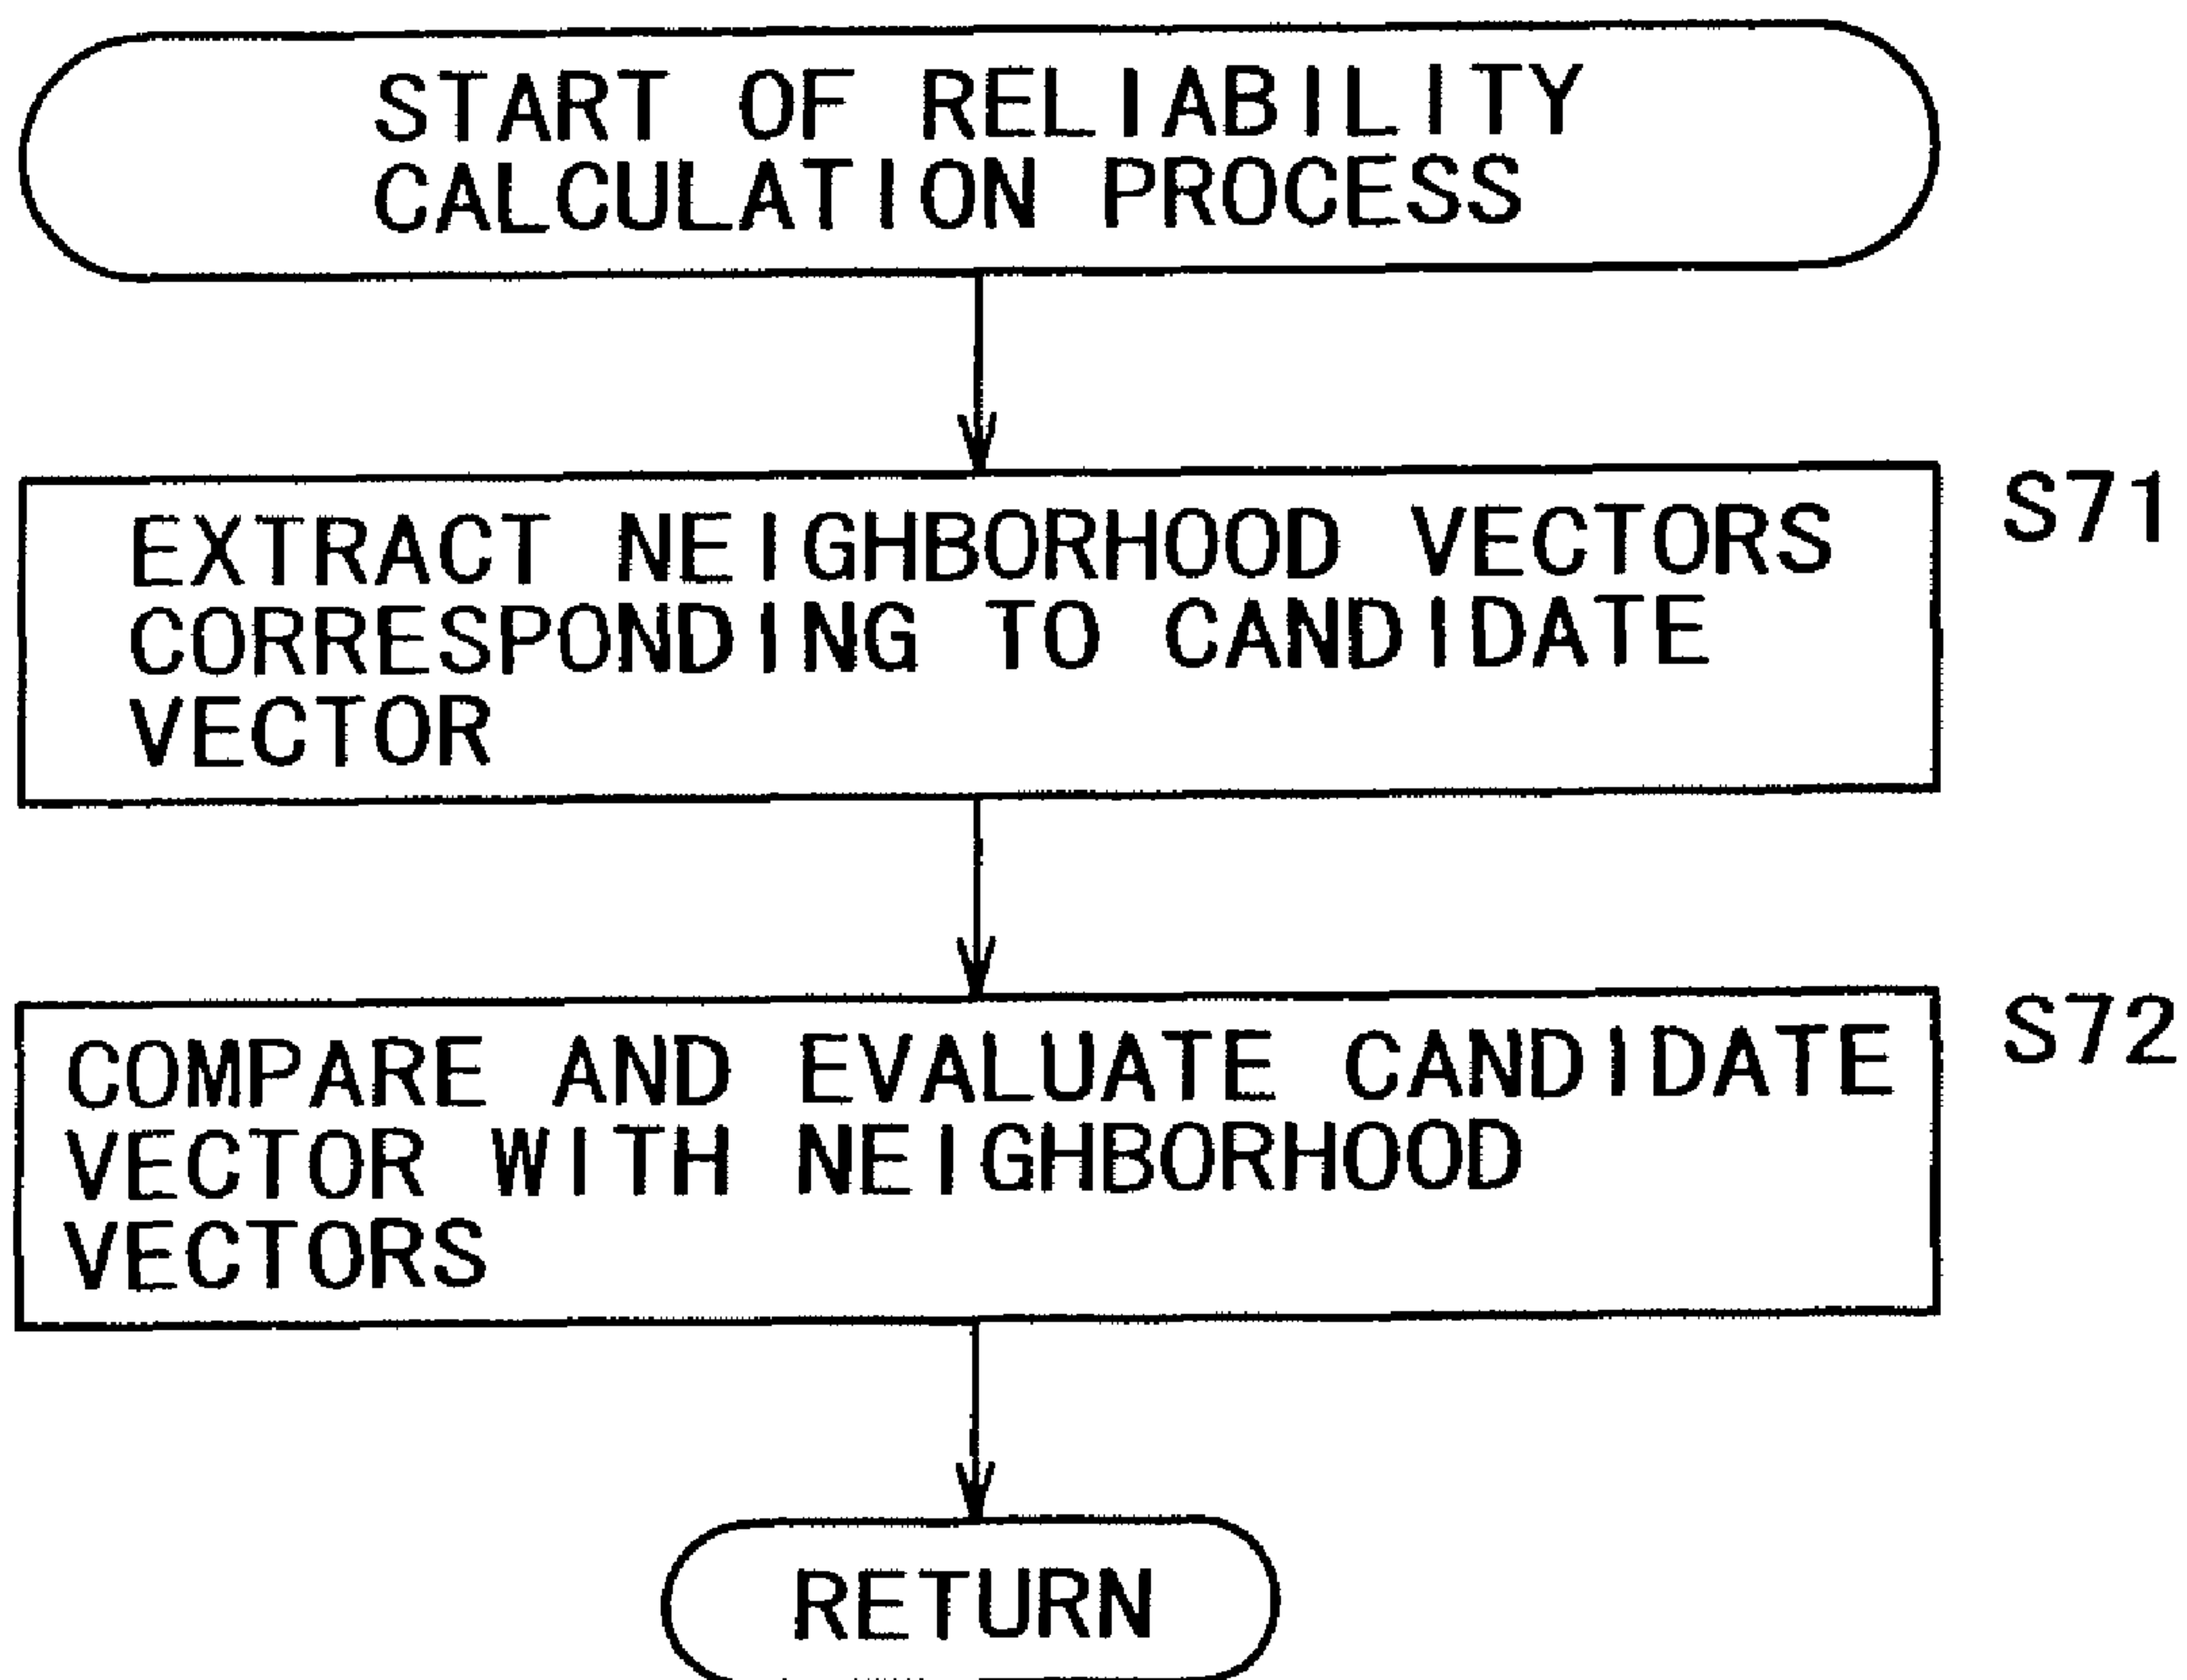 START OF RELIABILITY
CALCULATION PROCESS
EXTRACT NEIGHBORHOOD VECTORS
CORRESPONDING TO CANDIDATE
VECTOR
S71
COMPARE AND EVALUATE CANDIDATE
VECTOR WITH NEIGHBORHOOD
VECTORS
S72
RETURN